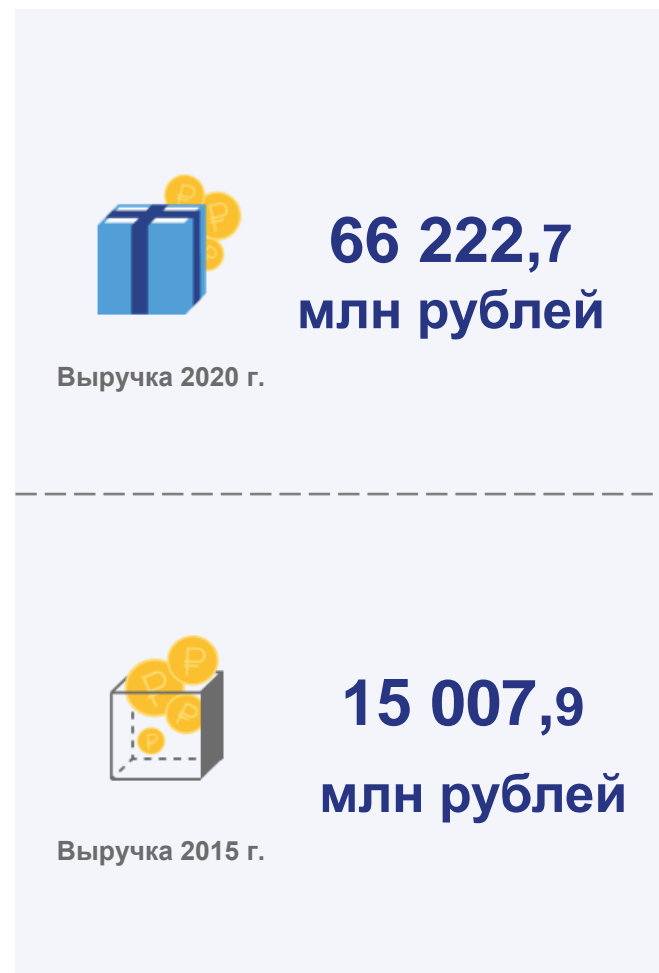 66 222,7
млн рублей
Выручка 2020 г.
15 007,9
млн рублей
Выручка 2015 г.